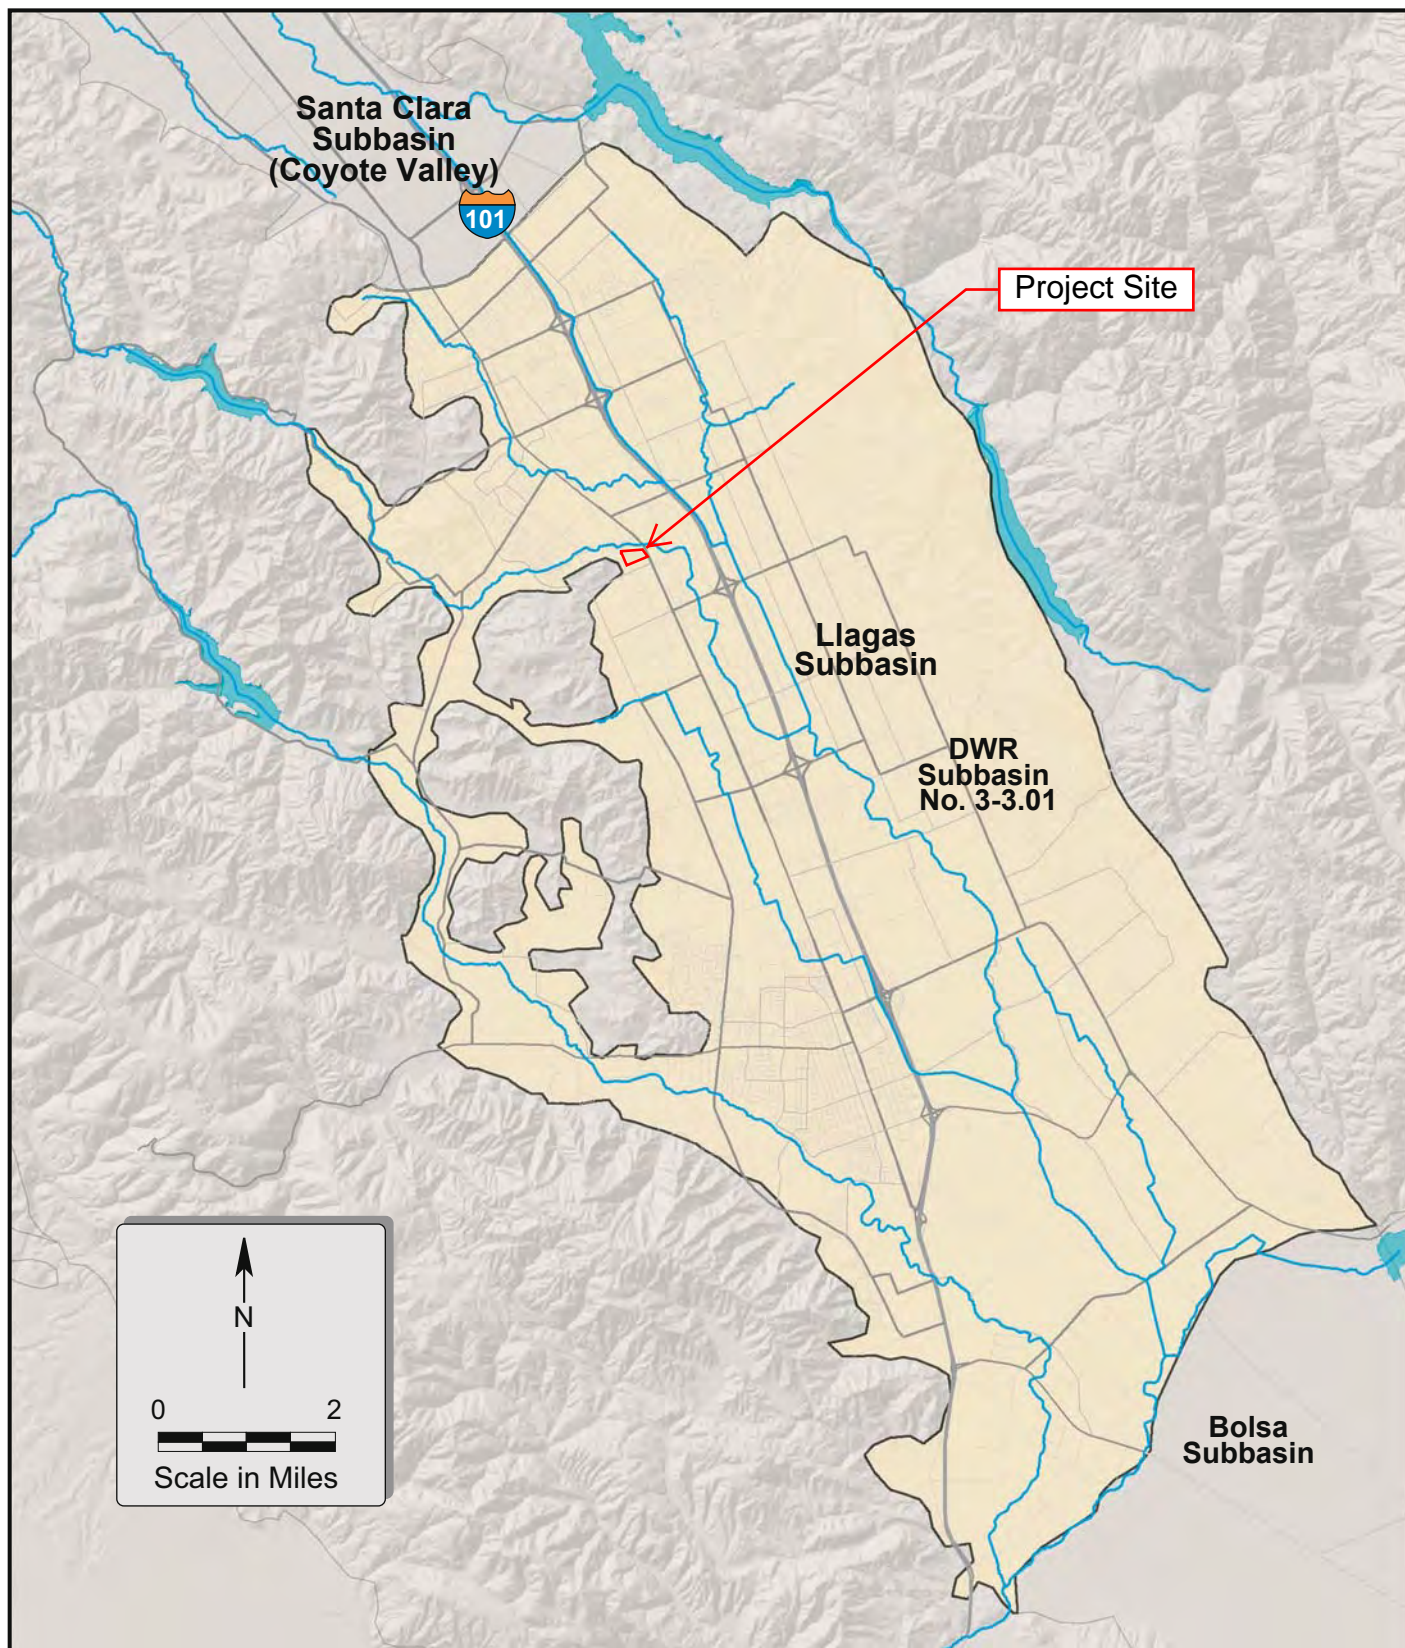 Santa Clara
Subbasin
(Coyote Valley)
101
Project Site
Llagas
Subbasin
DWR
Subbasin
No. 3-3.01
N
0 2
Scale in Miles
Bolsa
Subbasin